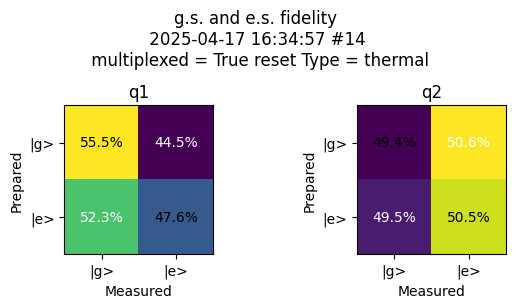 g.s. and e.s. fidelity
2025-04-17 16:34:57 #14
multiplexed = True reset Type = thermal
q1
Prepared
|g>
55.5%
44.5%
|e>
52.3%
47.6%
|g>
|e>
Measured
q2
Prepared
|g>
49.4%
50.6%
|e>
49.5%
50.5%
|g>
|e>
Measured